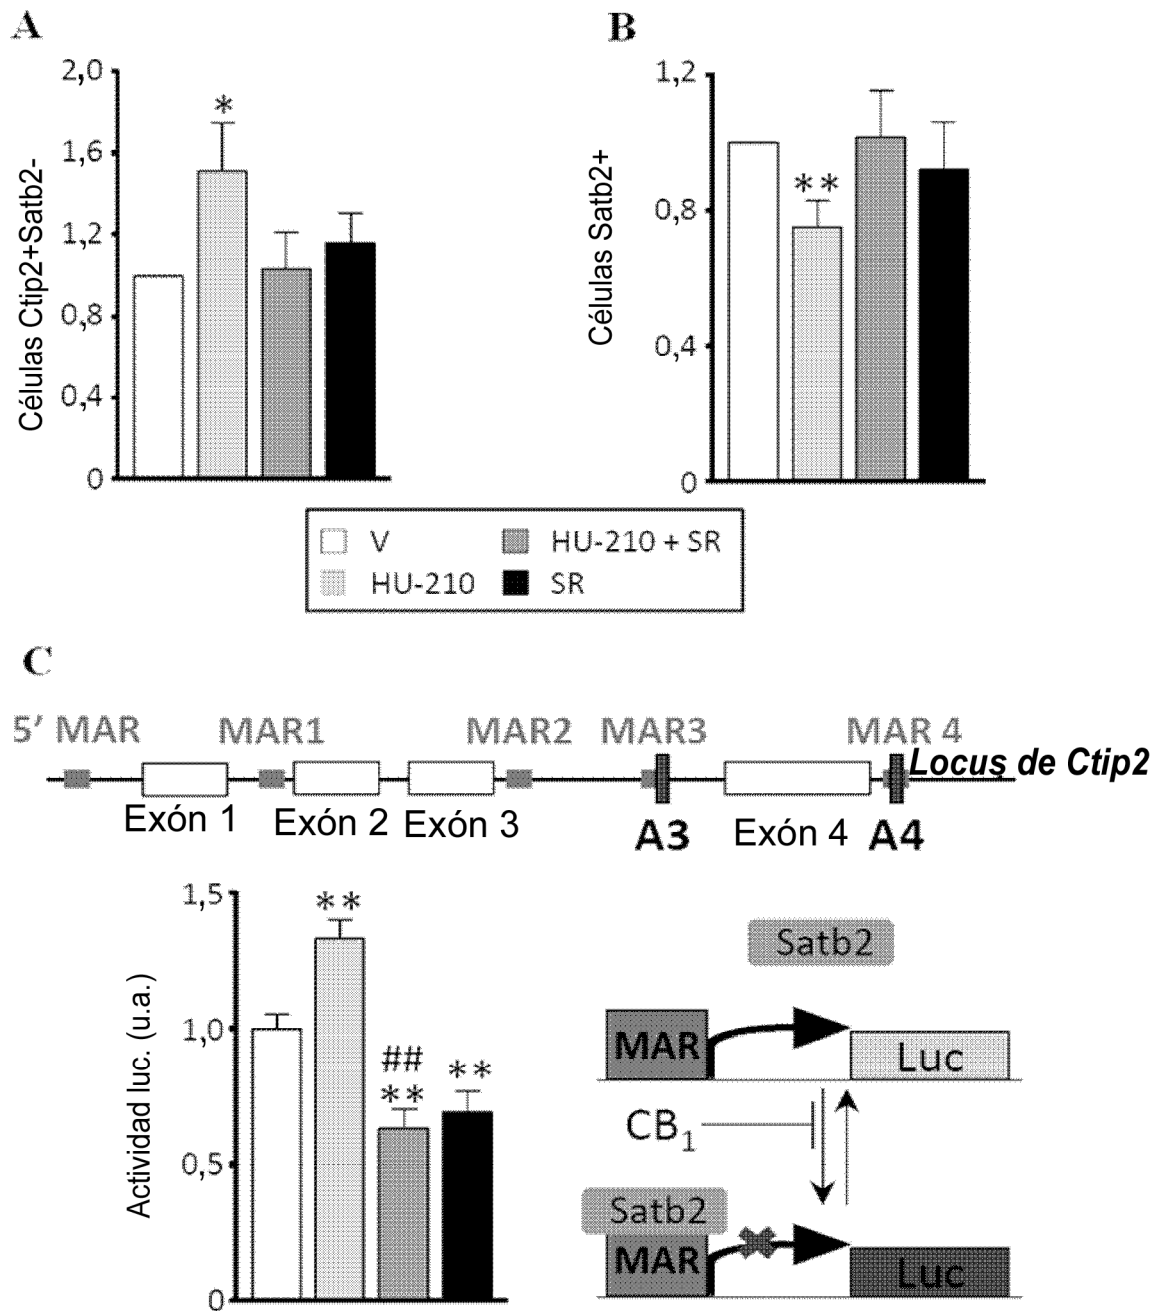 A
2,0
1,6
1,2
0,8
0,4
0
Células Ctip2+Satb2-
*
B
1,2
0,8
0,4
0
Células Satb2+
**
V
HU-210 + SR
HU-210
SR
C
5' MAR MAR1 MAR2 MAR3 MAR 4
Locus de Ctip2
Exón 1 Exón 2 Exón 3 A3 Exón 4 A4
1,5
1,0
0,5
0
Actividad luc. (u.a.)
**
##
**
**
Satb2
MAR
Luc
CB1
Satb2
MAR
Luc